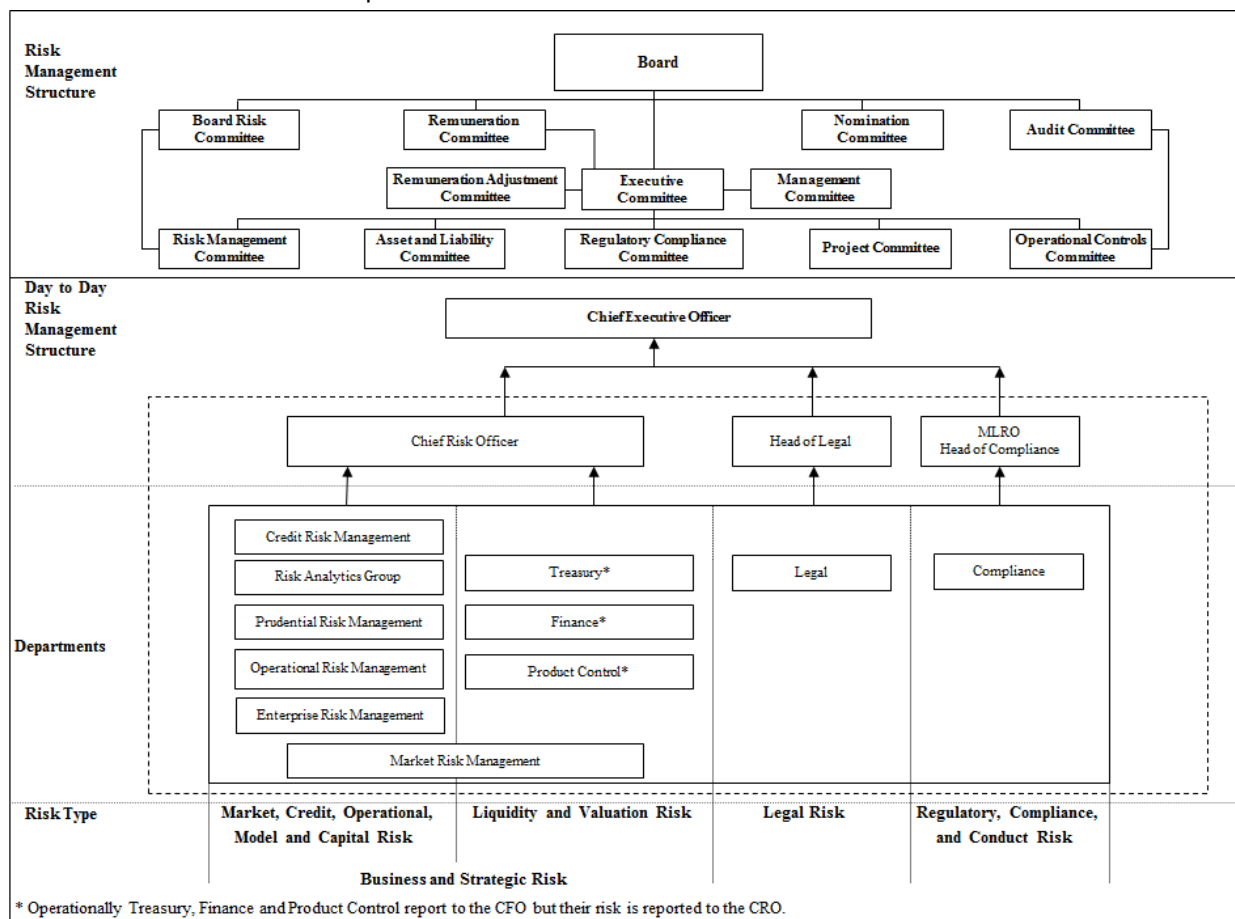 Risk
Management
Structure
Board
Board Risk
Committee
Remuneration
Committee
Nomination
Committee
Audit Committee
Remuneration Adjustment
Committee
Executive
Committee
Management
Committee
Risk Management
Committee
Asset and Liability
Committee
Regulatory Compliance
Committee
Project Committee
Operational Controls
Committee
Day to Day
Risk
Management
Structure
Chief Executive Officer
Chief Risk Officer
Head of Legal
MLRO
Head of Compliance
Departments
Credit Risk Management
Risk Analytics Group
Prudential Risk Management
Operational Risk Management
Enterprise Risk Management
Market Risk Management
Treasury*
Finance*
Product Control*
Legal
Compliance
Risk Type
Market, Credit, Operational,
Model and Capital Risk
Liquidity and Valuation Risk
Legal Risk
Regulatory, Compliance,
and Conduct Risk
Business and Strategic Risk
* Operationally Treasury, Finance and Product Control report to the CFO but their risk is reported to the CRO.